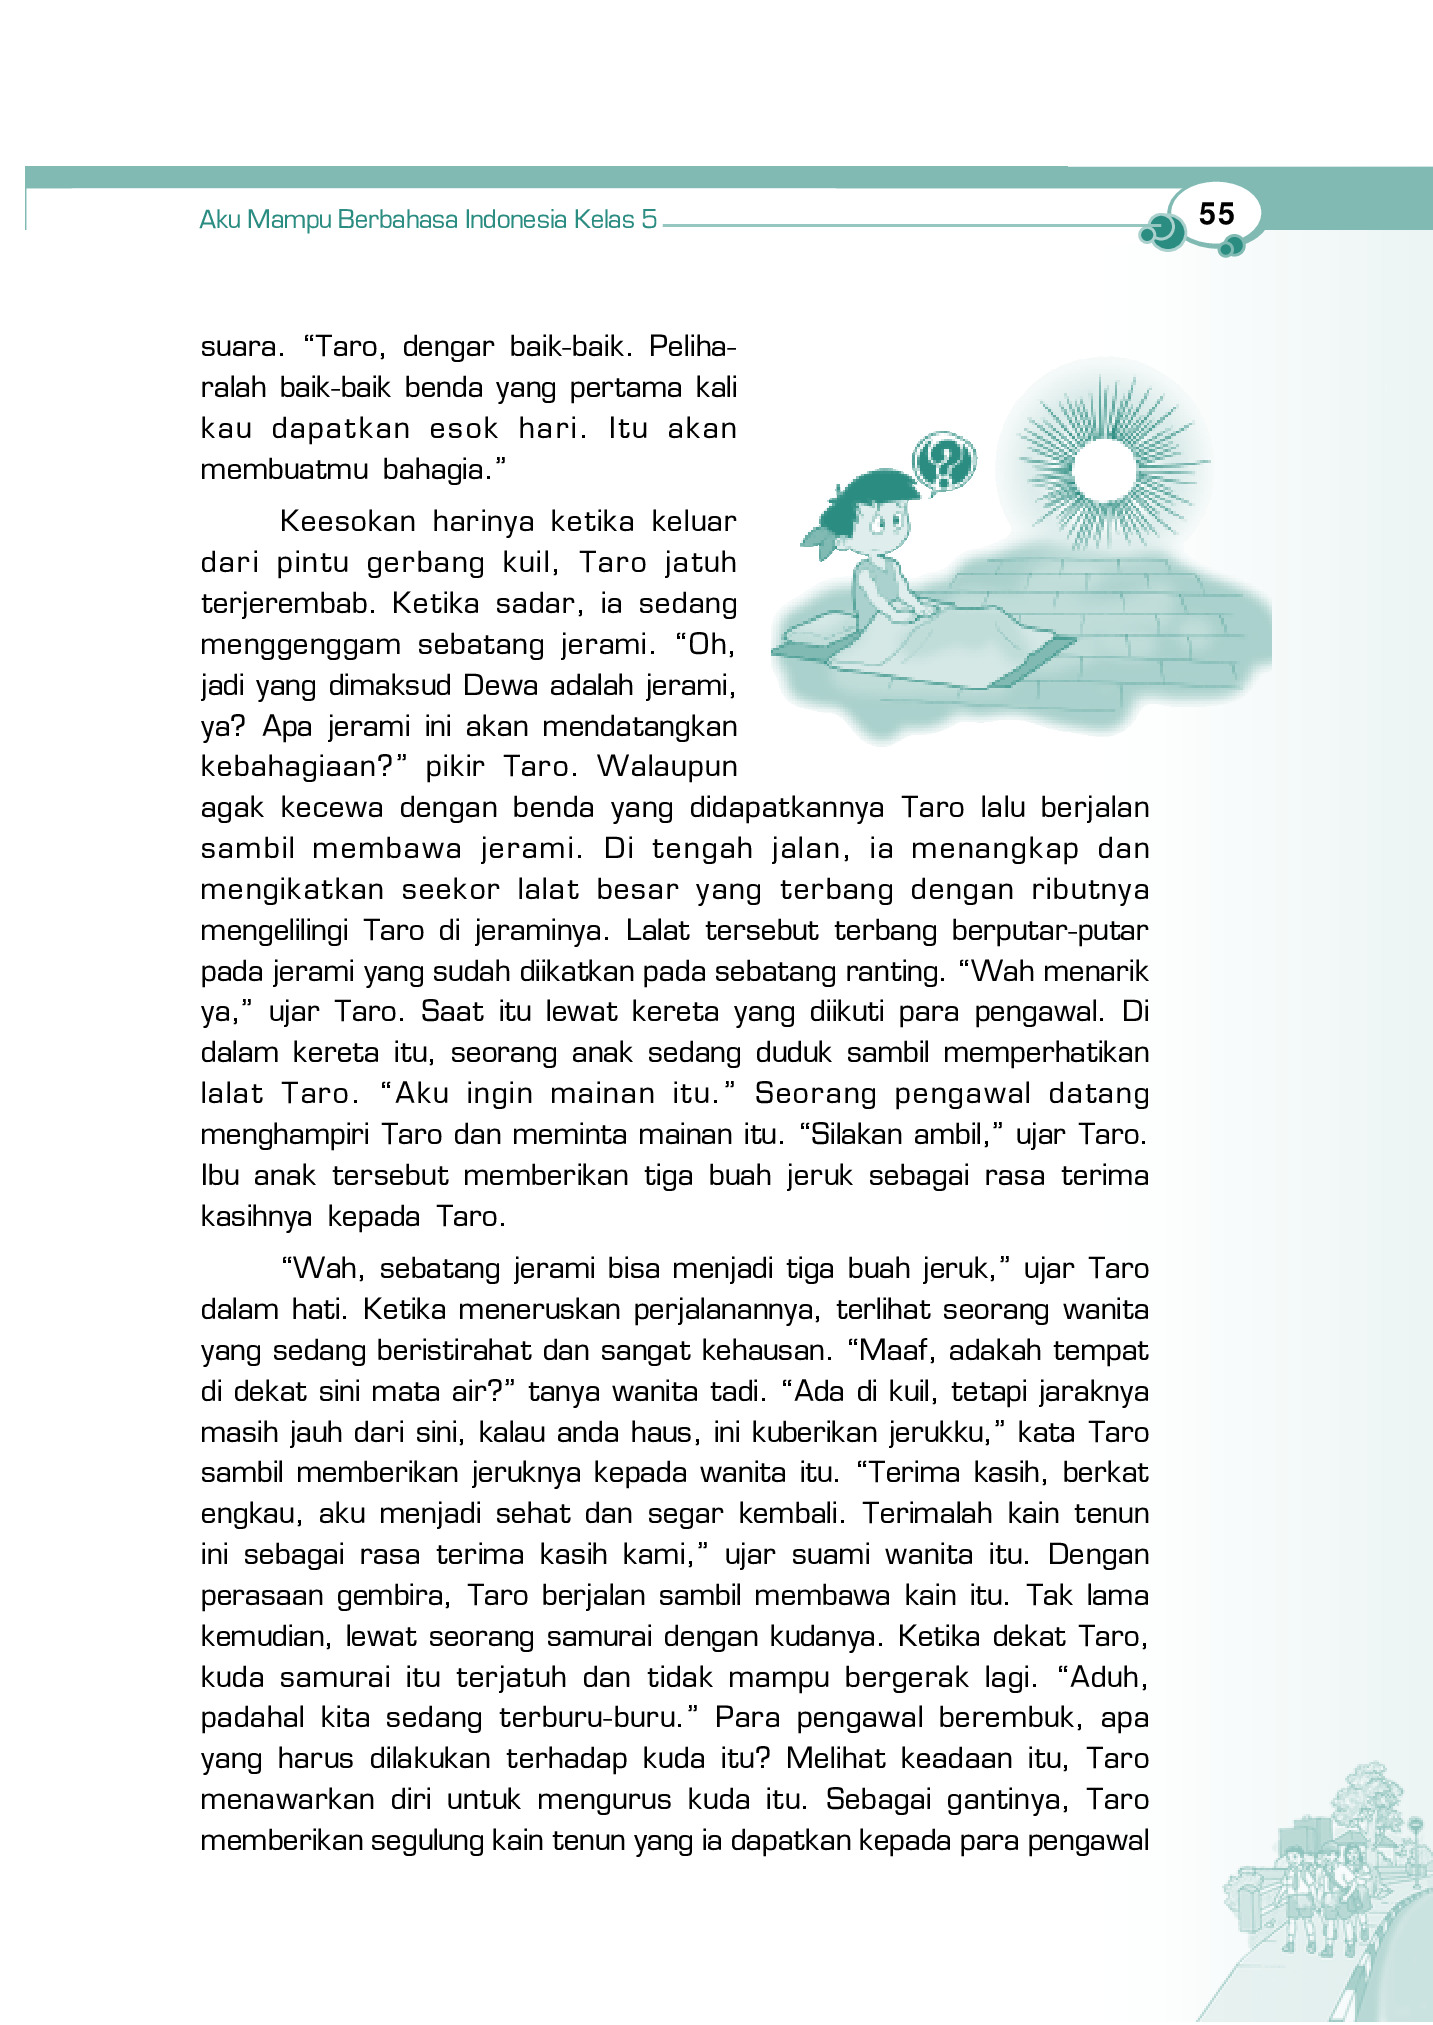 Aku Mampu Berbahasa Indonesia Kelas 5
55
suara. “Taro, dengar baik-baik. Peliha-
ralah baik-baik benda yang pertama kali
kau dapatkan esok hari. Itu akan
membuatmu bahagia.”
Keesokan harinya ketika keluar
dari pintu gerbang kuil, Taro jatuh
terjerembab. Ketika sadar, ia sedang
menggenggam sebatang jerami. “Oh,
jadi yang dimaksud Dewa adalah jerami,
ya? Apa jerami ini akan mendatangkan
kebahagiaan?” pikir Taro. Walaupun
agak kecewa dengan benda yang didapatkannya Taro lalu berjalan
sambil membawa jerami. Di tengah jalan, ia menangkap dan
mengikatkan seekor lalat besar yang terbang dengan ributnya
mengelilingi Taro di jeraminya. Lalat tersebut terbang berputar-putar
pada jerami yang sudah diikatkan pada sebatang ranting. “Wah menarik
ya,” ujar Taro. Saat itu lewat kereta yang diikuti para pengawal. Di
dalam kereta itu, seorang anak sedang duduk sambil memperhatikan
lalat Taro. “Aku ingin mainan itu.” Seorang pengawal datang
menghampiri Taro dan meminta mainan itu. “Silakan ambil,” ujar Taro.
Ibu anak tersebut memberikan tiga buah jeruk sebagai rasa terima
kasihnya kepada Taro.
“Wah, sebatang jerami bisa menjadi tiga buah jeruk,” ujar Taro
dalam hati. Ketika meneruskan perjalanannya, terlihat seorang wanita
yang sedang beristirahat dan sangat kehausan. “Maaf, adakah tempat
di dekat sini mata air?” tanya wanita tadi. “Ada di kuil, tetapi jaraknya
masih jauh dari sini, kalau anda haus, ini kuberikan jerukku,” kata Taro
sambil memberikan jeruknya kepada wanita itu. “Terima kasih, berkat
engkau, aku menjadi sehat dan segar kembali. Terimalah kain tenun
ini sebagai rasa terima kasih kami,” ujar suami wanita itu. Dengan
perasaan gembira, Taro berjalan sambil membawa kain itu. Tak lama
kemudian, lewat seorang samurai dengan kudanya. Ketika dekat Taro,
kuda samurai itu terjatuh dan tidak mampu bergerak lagi. “Aduh,
padahal kita sedang terburu-buru.” Para pengawal berembuk, apa
yang harus dilakukan terhadap kuda itu? Melihat keadaan itu, Taro
menawarkan diri untuk mengurus kuda itu. Sebagai gantinya, Taro
memberikan segulung kain tenun yang ia dapatkan kepada para pengawal